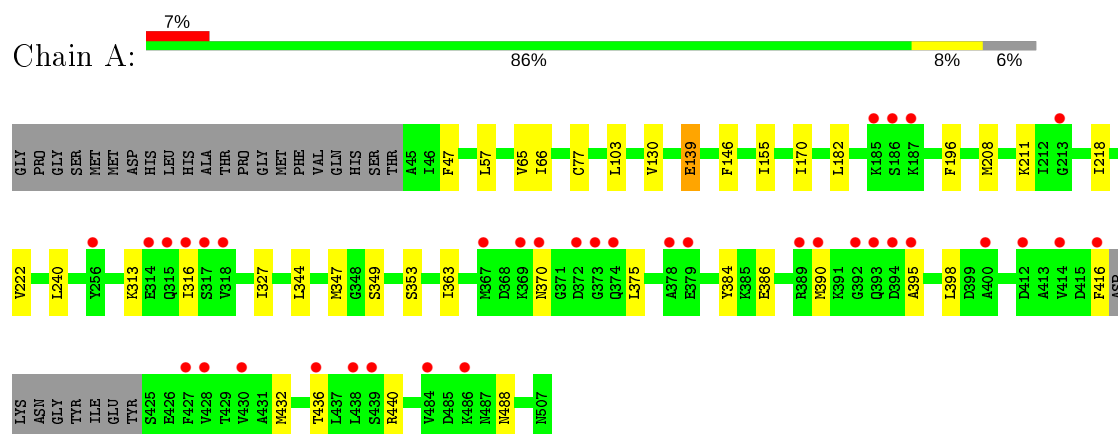 7%
Chain A:
86% 8% 6%
GLY PRO GLY SER MET MET ASP HIS LEU HIS ALA THR PRO GLY MET PHE VAL GLN HIS SER THR A45 I46 F47 L57 V65 I66 C77 L103 V130 E139 F146 I155 I170 L182 K185 S186 K187 F196 M208 K211 I212 G213 I218
V222 L240 Y256 K313 E314 Q315 I316 S317 V318 I327 L344 M347 G348 S349 S353 I363 M367 D368 K369 N370 G371 D372 G373 Q374 L375 A378 E379 Y384 K385 E386 R389 M390 K391 G392 Q393 D394 A395 L398 D399 A400 D412 A413 V414 D415 F416 ASP
LYS ASN GLY TYR ILE GLU TYR S425 E426 F427 V428 T429 V430 A431 M432 T436 L437 L438 S439 R440 V484 D485 K486 N487 N488 N507